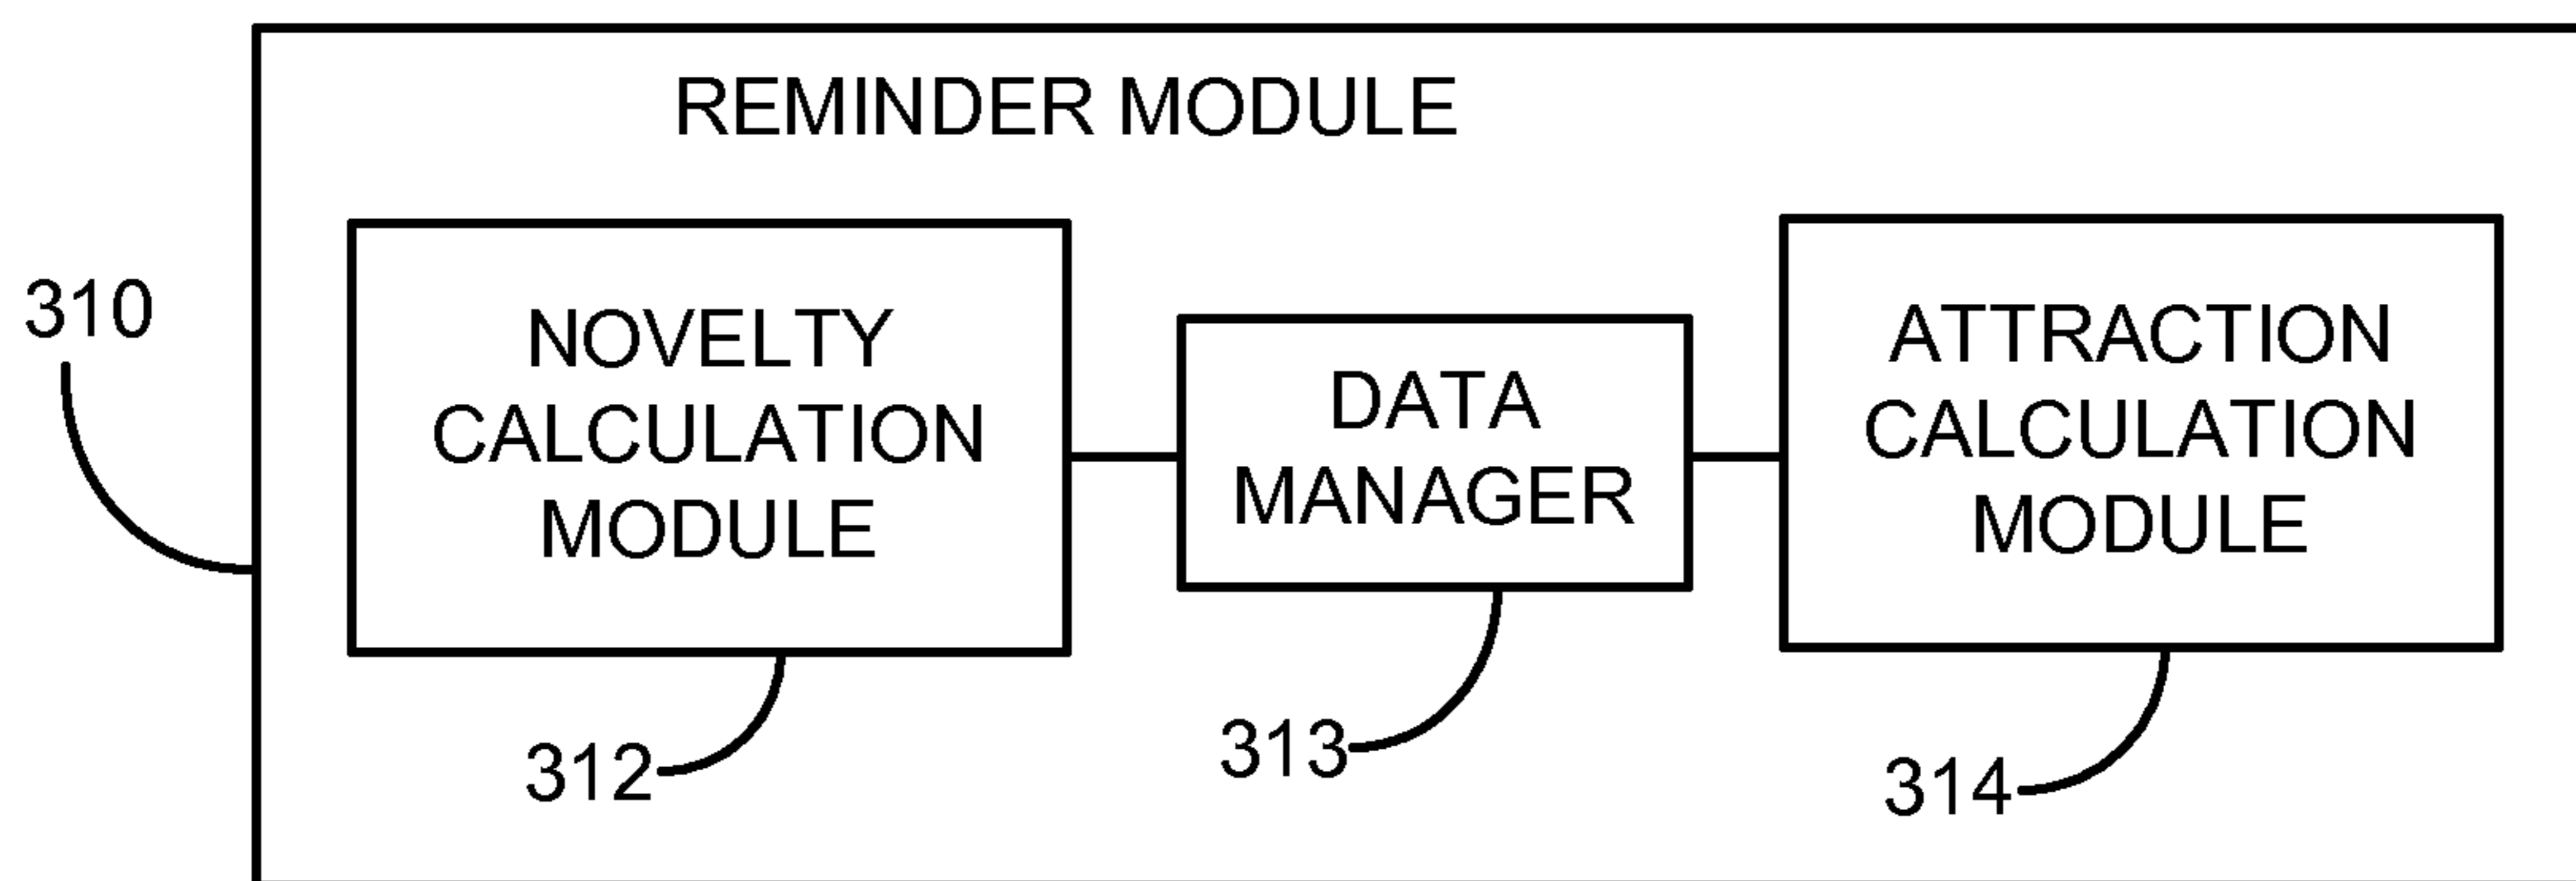 REMINDER MODULE
310
NOVELTY
CALCULATION
MODULE
312
DATA
MANAGER
313
ATTRACTION
CALCULATION
MODULE
314